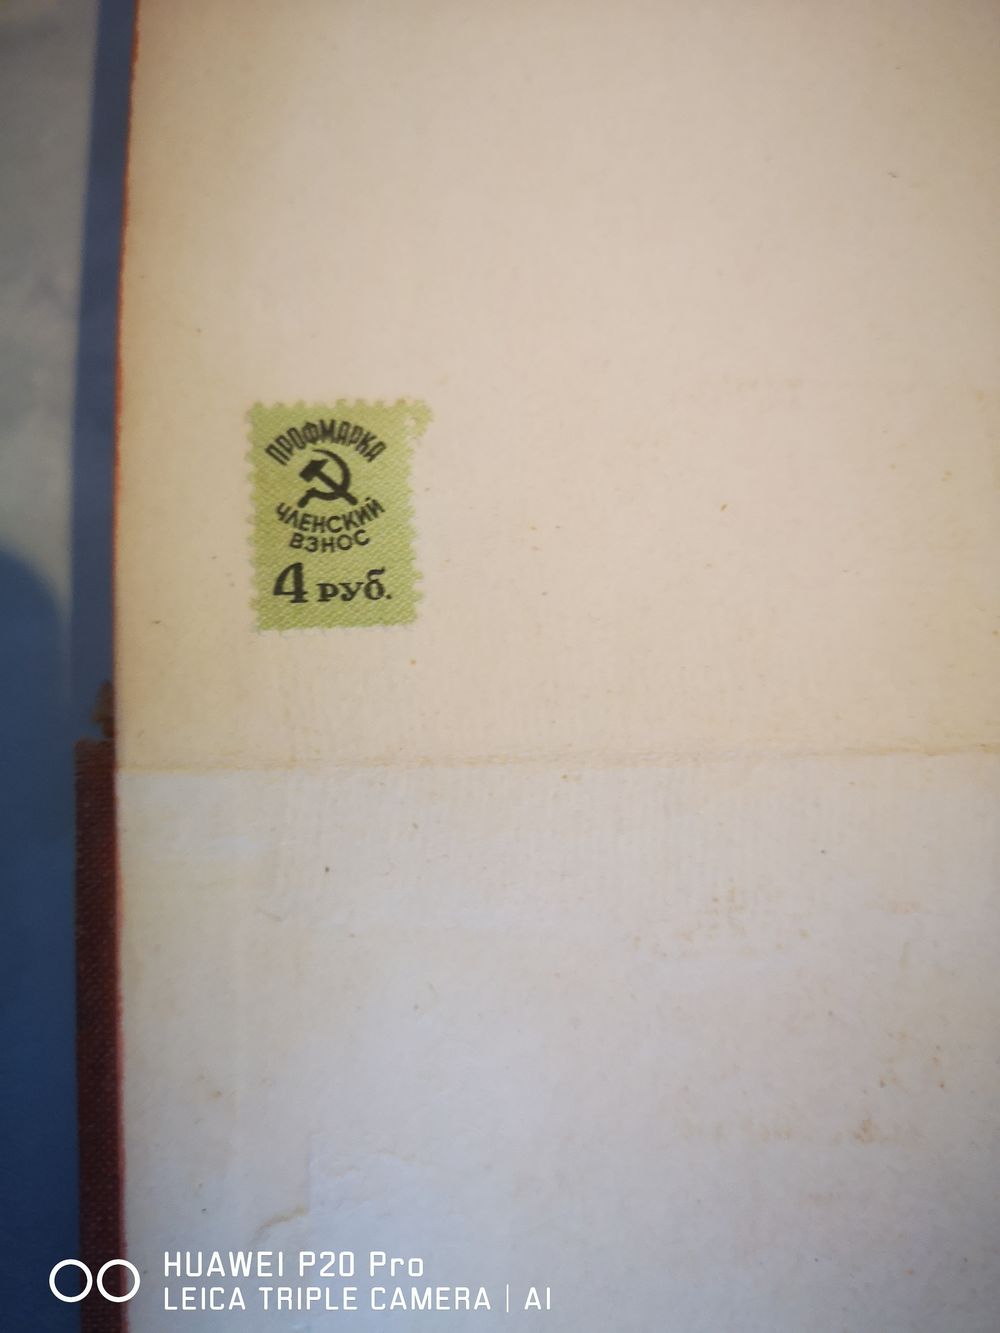 ПРОФМАРКА
ЧЛЕНСКИЙ
ВЗНОС
4 руб.
HUAWEI P20 Pro
LEICA TRIPLE CAMERA | AI